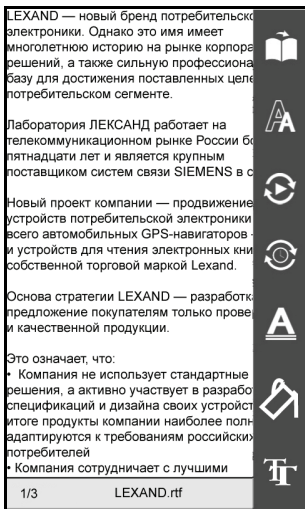 LEXAND — новый бренд потребительс
электроники. Однако это имя имеет
многолетнюю историю на рынке корпора
решений, а также сильную профессиона
базу для достижения поставленных целе
потребительском сегменте.
Лаборатория ЛЕКСАНД работает на
телекоммуникационном рынке России бо
пятнадцати лет и является крупным
поставщиком систем связи SIEMENS в с
Новый проект компании — продвижение
устройств потребительской электроники
всего автомобильных GPS-навигаторов
и устройств для чтения электронных кни
собственной торговой маркой Lexand.
Основа стратегии LEXAND — разработк
предложение покупателям только прове
и качественной продукции.
Это означает, что:
• Компания не использует стандартные
решения, а активно участвует в разрабо
спецификаций и дизайна своих устройст
итоге продукты компании наиболее полн
адаптируются к требованиям российских
потребителей
• Компания сотрудничает с лучшими
1/3 LEXAND.rtf